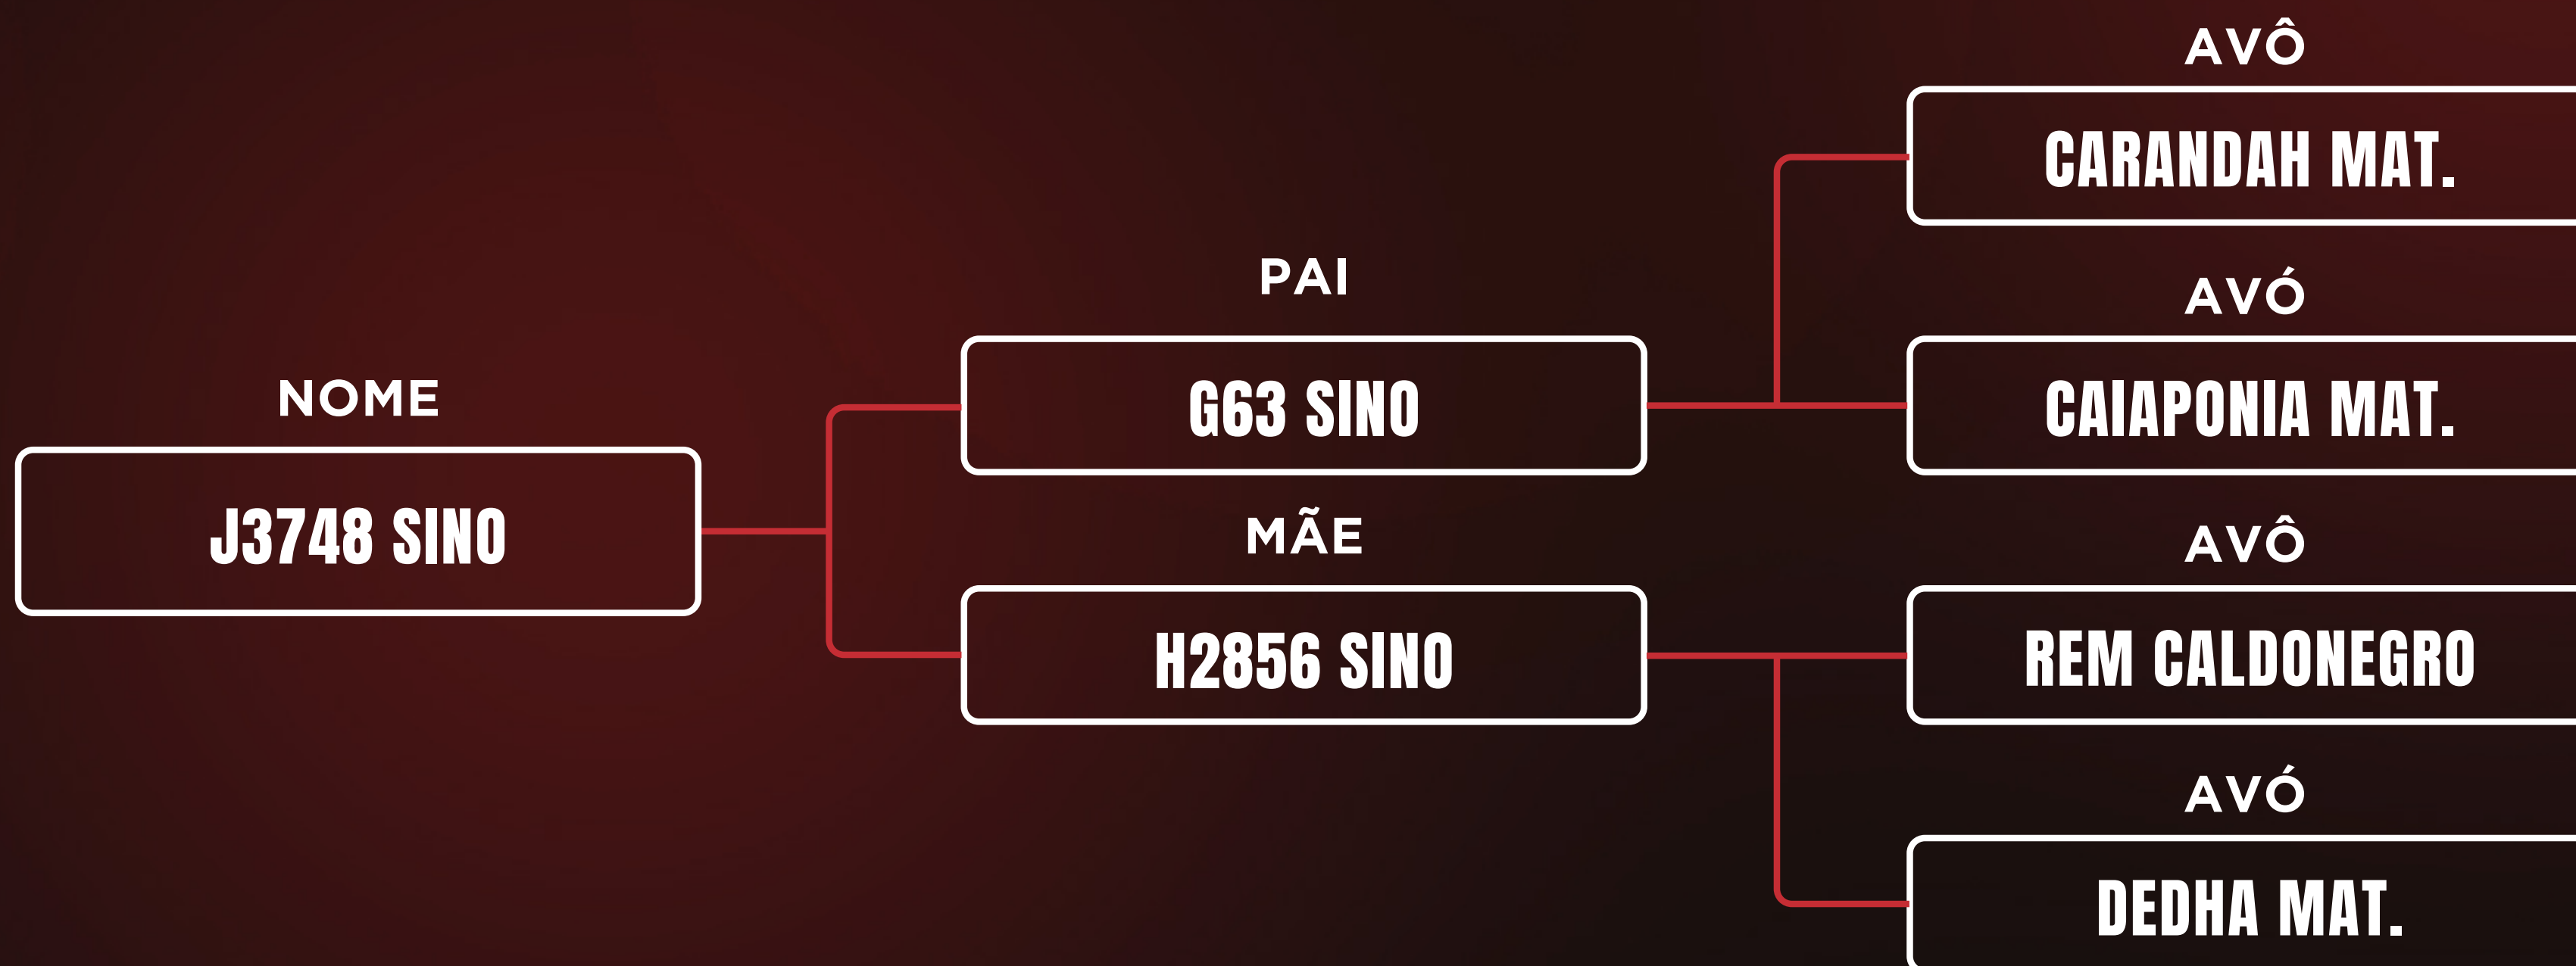 NOME
J3748 SINO
PAI
G63 SINO
MÃE
H2856 SINO
AVÔ
CARANDAH MAT.
AVÓ
CAIAPONIA MAT.
AVÔ
REM CALDONEGRO
AVÓ
DEDHA MAT.